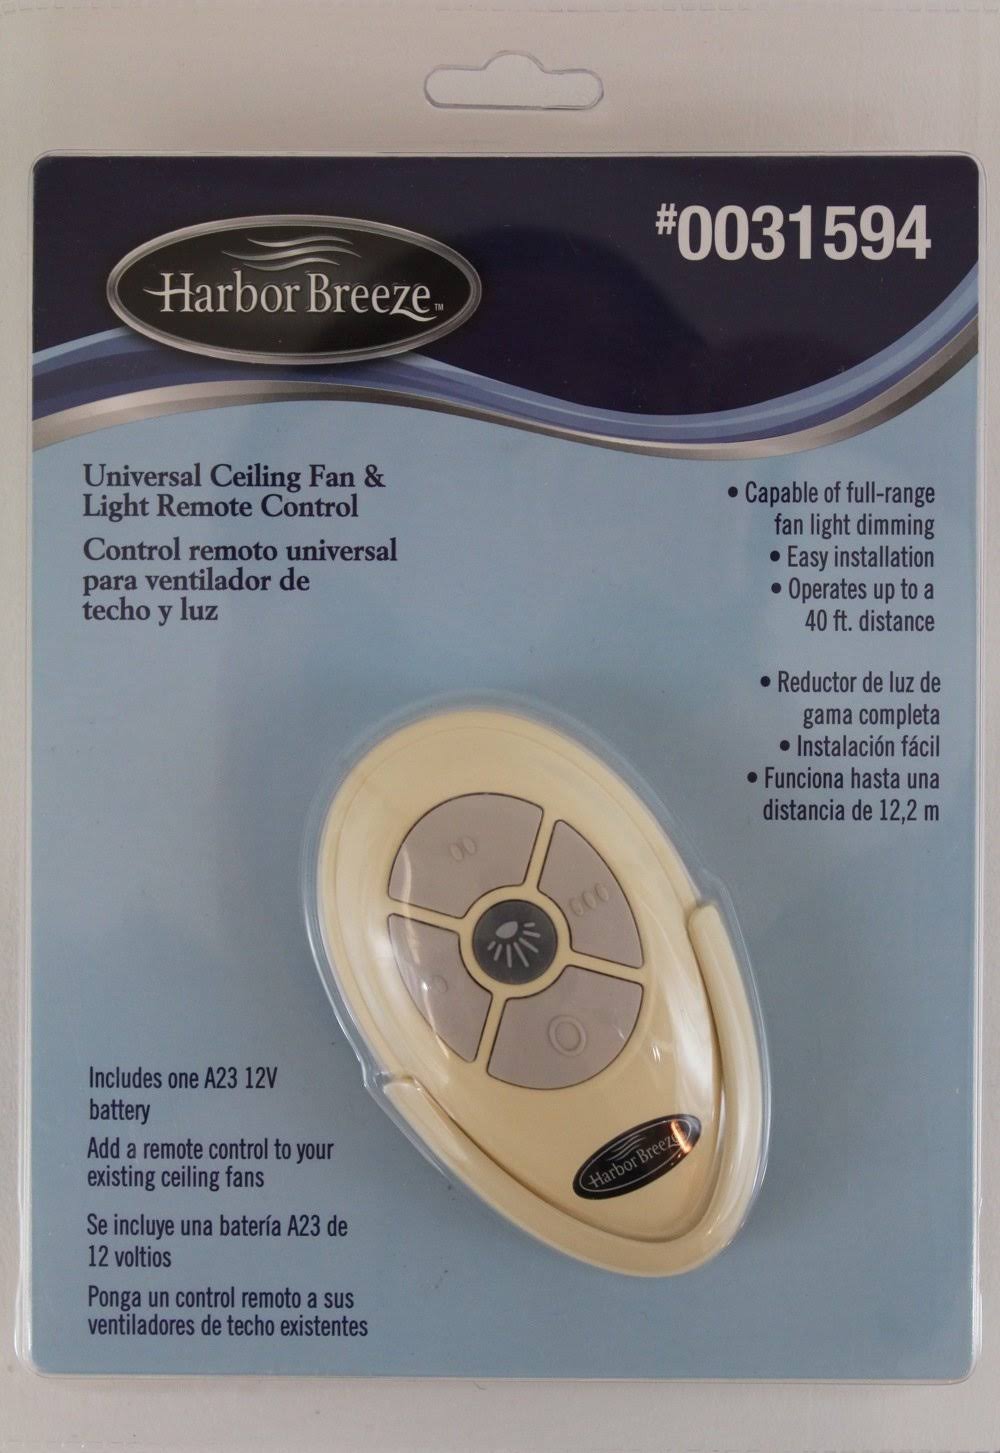 #0031594
Harbor Breeze™
Universal Ceiling Fan &
Light Remote Control
Control remoto universal
para ventilador de
techo y luz
• Capable of full-range
fan light dimming
• Easy installation
• Operates up to a
40 ft. distance
• Reductor de luz de
gama completa
• Instalación fácil
• Funciona hasta una
distancia de 12,2 m
Harbor Breeze
Includes one A23 12V
battery
Add a remote control to your
existing ceiling fans
Se incluye una batería A23 de
12 voltios
Ponga un control remoto a sus
ventiladores de techo existentes